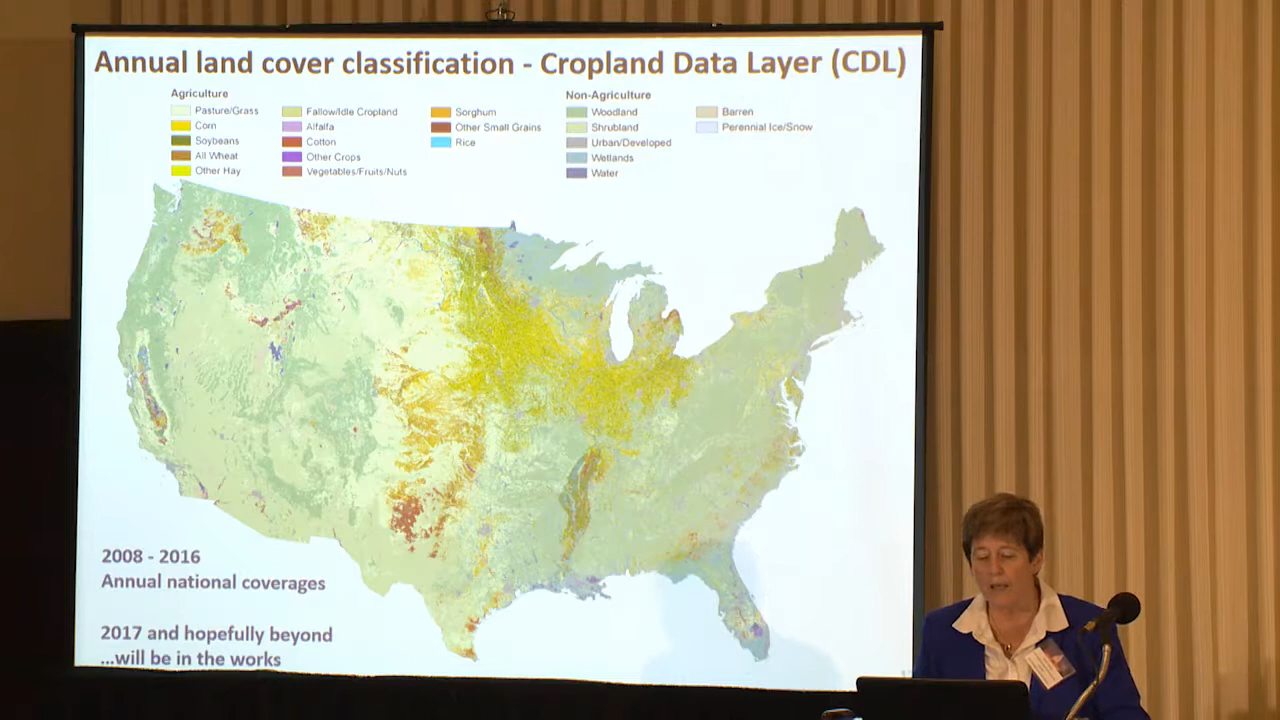 Annual land cover classification - Cropland Data Layer (CDL)
Agriculture
Pasture/Grass
Corn
Soybeans
All Wheat
Other Hay
Fallow/Idle Cropland
Alfalfa
Cotton
Other Crops
Vegetables/Fruits/Nuts
Sorghum
Other Small Grains
Rice
Non-Agriculture
Woodland
Shrubland
Urban/Developed
Wetlands
Water
Barren
Perennial Ice/Snow
2008 - 2016
Annual national coverages
2017 and hopefully beyond
...will be in the works